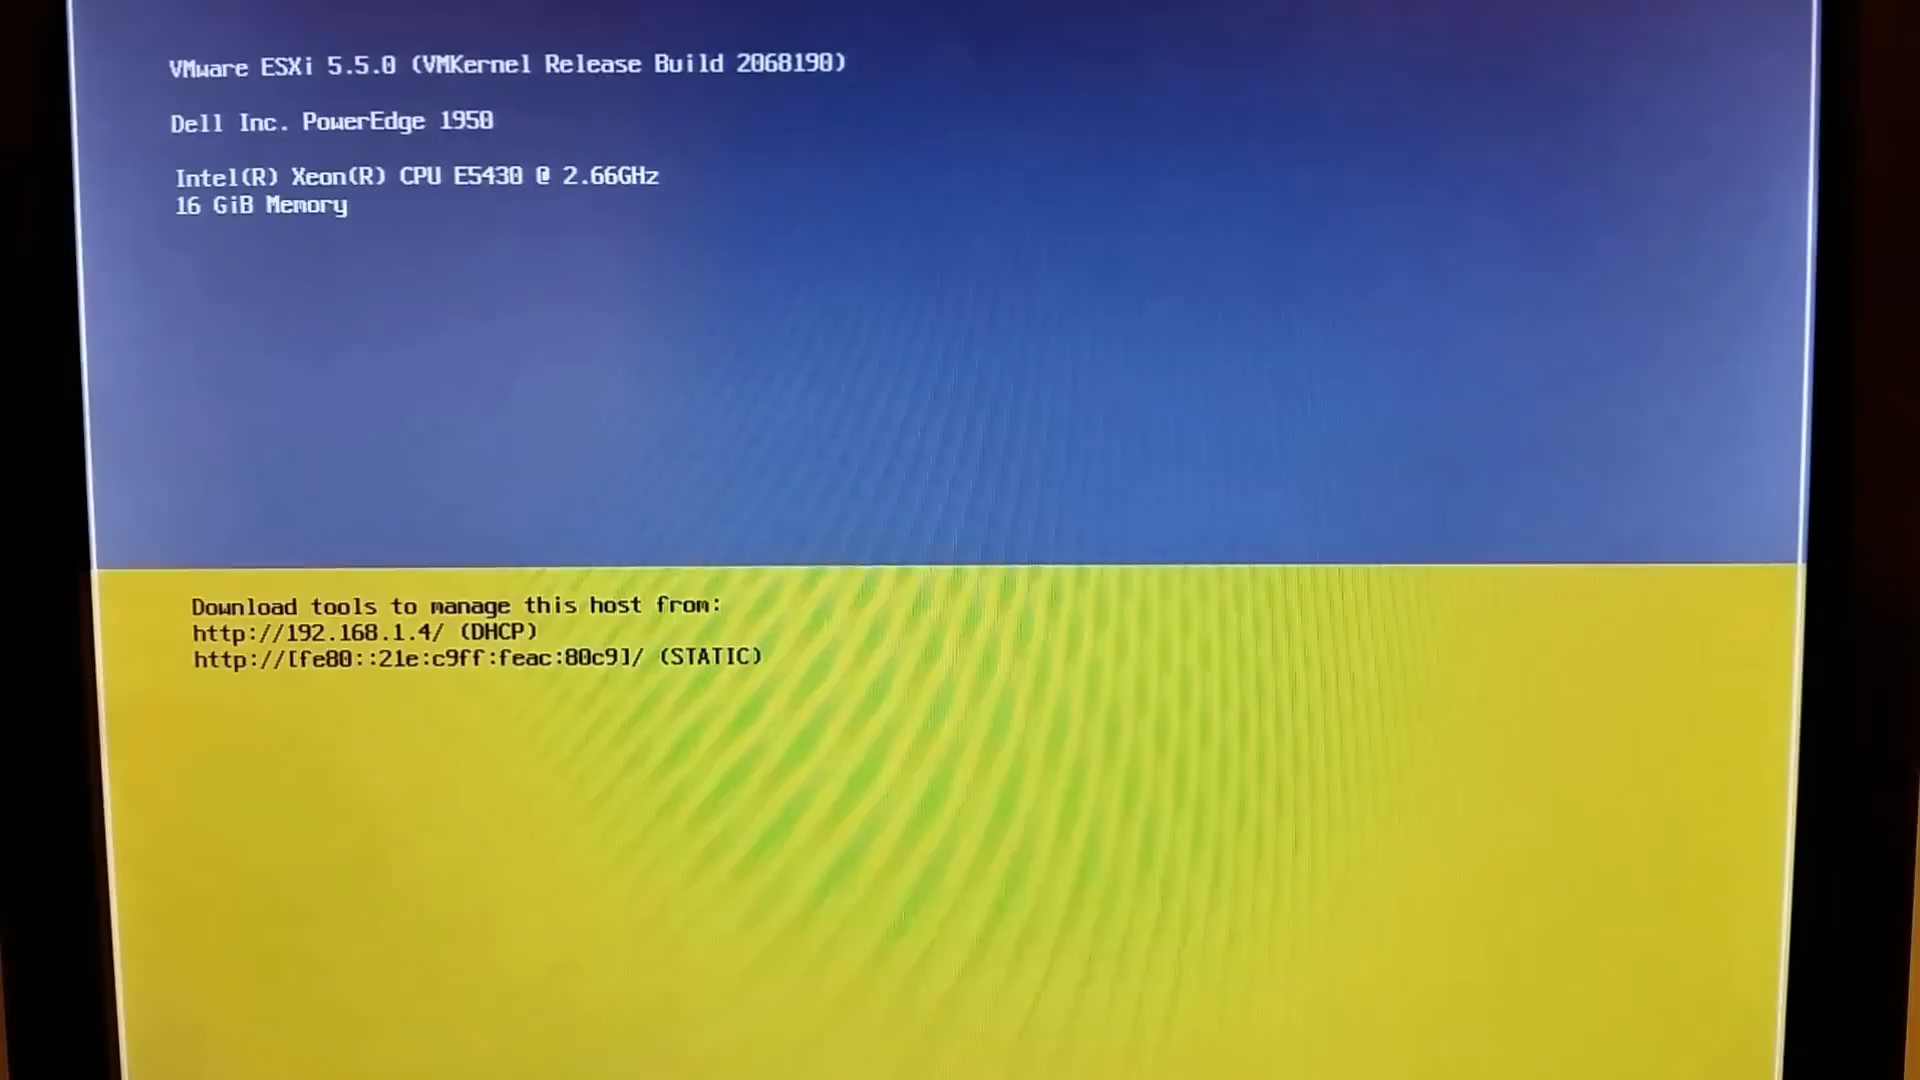 VMware ESXi 5.5.0 (VMKernel Release Build 2068190)
Dell Inc. PowerEdge 1950
Intel(R) Xeon(R) CPU E5430 @ 2.66GHz
16 GiB Memory
Download tools to manage this host from:
http://192.168.1.4/ (DHCP)
http://[fe80::21e:c9ff:feac:80c9]/ (STATIC)